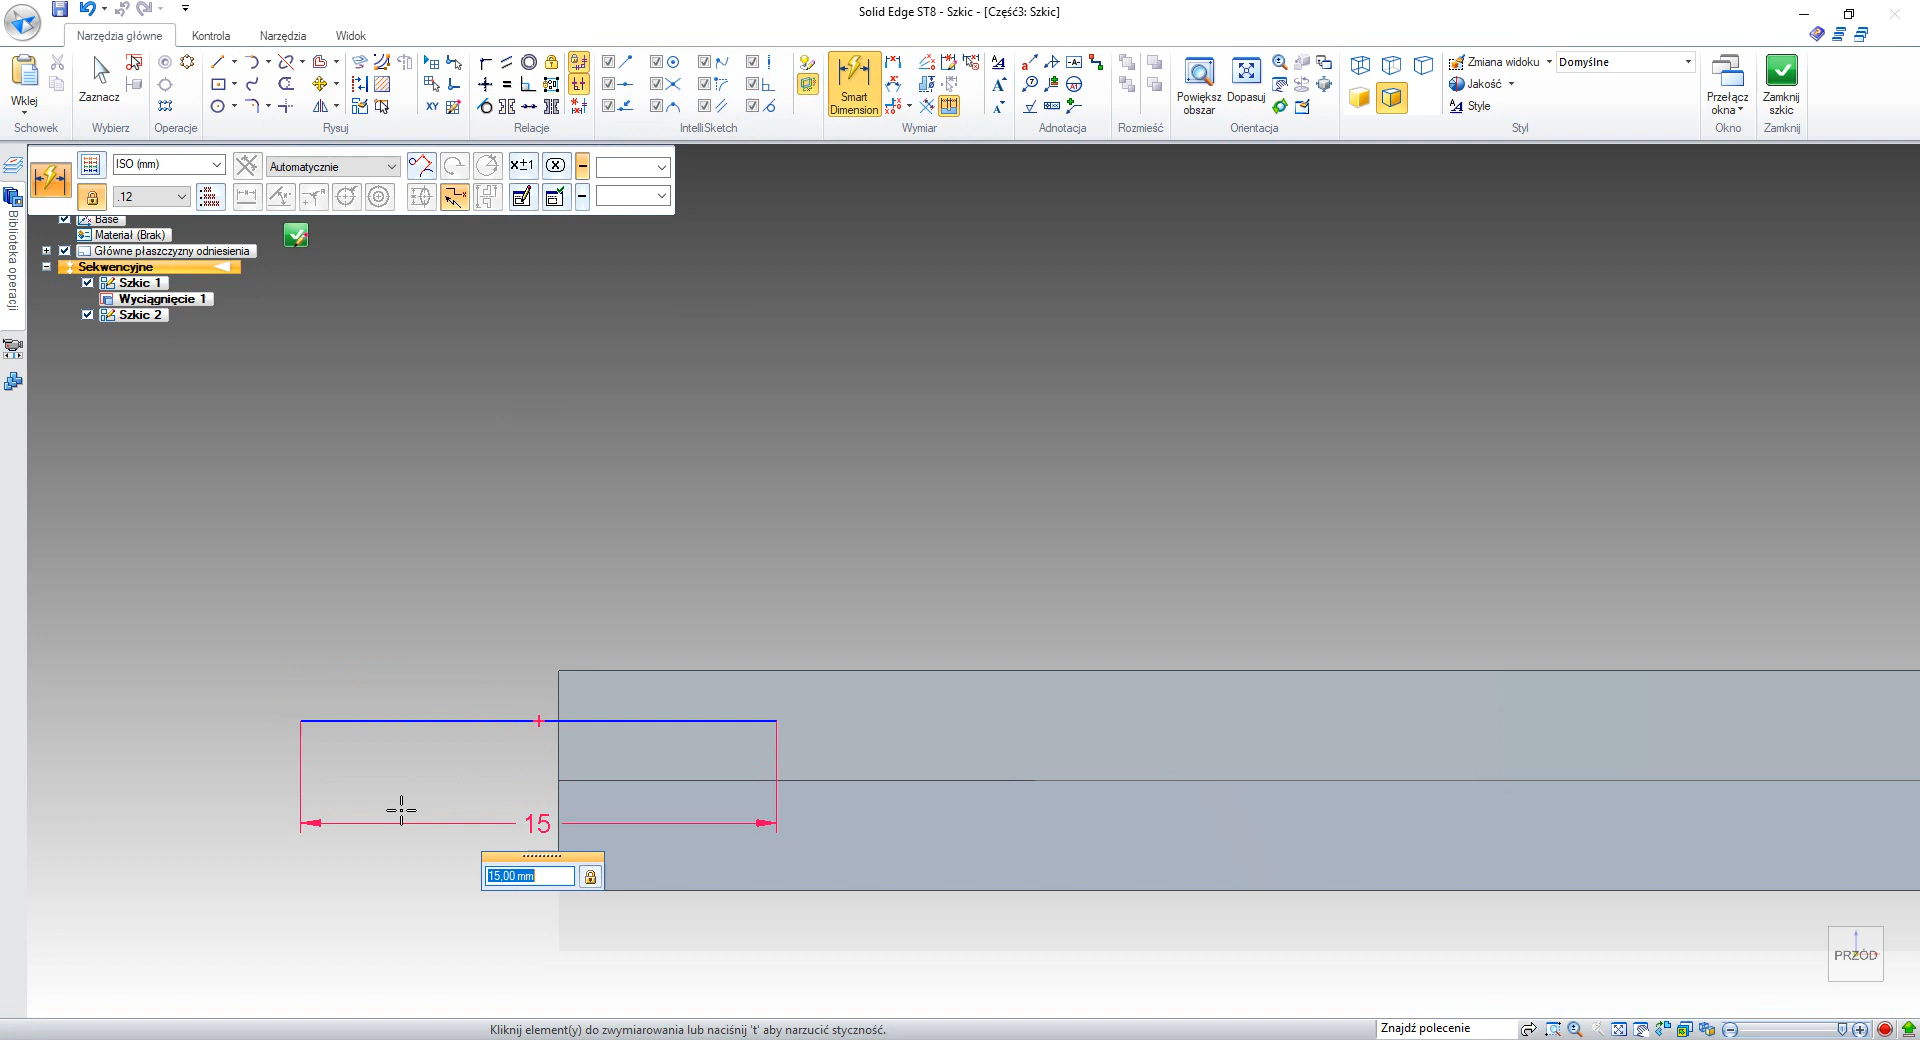 Solid Edge ST8 - Szkic - [Część3: Szkic]
Narzędzia główne
Kontrola
Narzędzia
Widok
Wklej
Zaznacz
Smart Dimension
Powiększ obszar
Dopasuj
Zmiana widoku
Domyślne
Jakość
Style
Przełącz okna
Zamknij szkic
Schowek
Wybierz
Operacje
Rysuj
Relacje
IntelliSketch
Wymiar
Adnotacja
Rozmieść
Orientacja
Styl
Okno
Zamknij
ISO (mm)
Automatycznie
x±1
(X)
.12
Biblioteka operacji
Base
Materiał (Brak)
Główne płaszczyzny odniesienia
Sekwencyjne
Szkic 1
Wyciągnięcie 1
Szkic 2
15
15,00 mm
PRZÓD
Kliknij element(y) do zwymiarowania lub naciśnij 't' aby narzucić styczność.
Znajdź polecenie